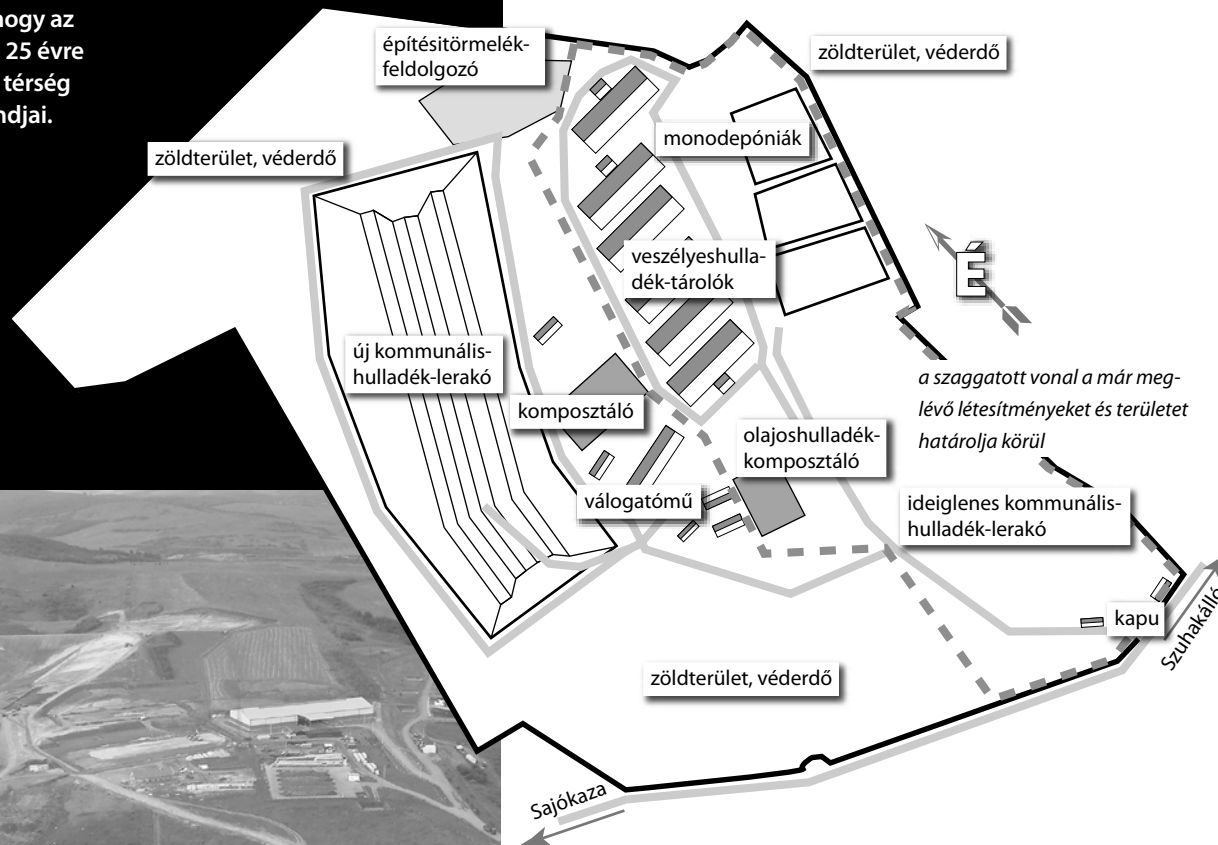 hogy az
25 évre
térség
ndjai.
építésitörmelék-
feldolgozó
zöldterület, véderdő
zöldterület, véderdő
monodepóniák
veszélyeshulla-
dék-tárolók
É
új kommunális-
hulladék-lerakó
komposztáló
a szaggatott vonal a már meg-
lévő létesítményeket és területet
határolja körül
olajoshulladék-
komposztáló
válogatómű
ideiglenes kommunális-
hulladék-lerakó
kapu
Szuhakálló
zöldterület, véderdő
Sajókaza